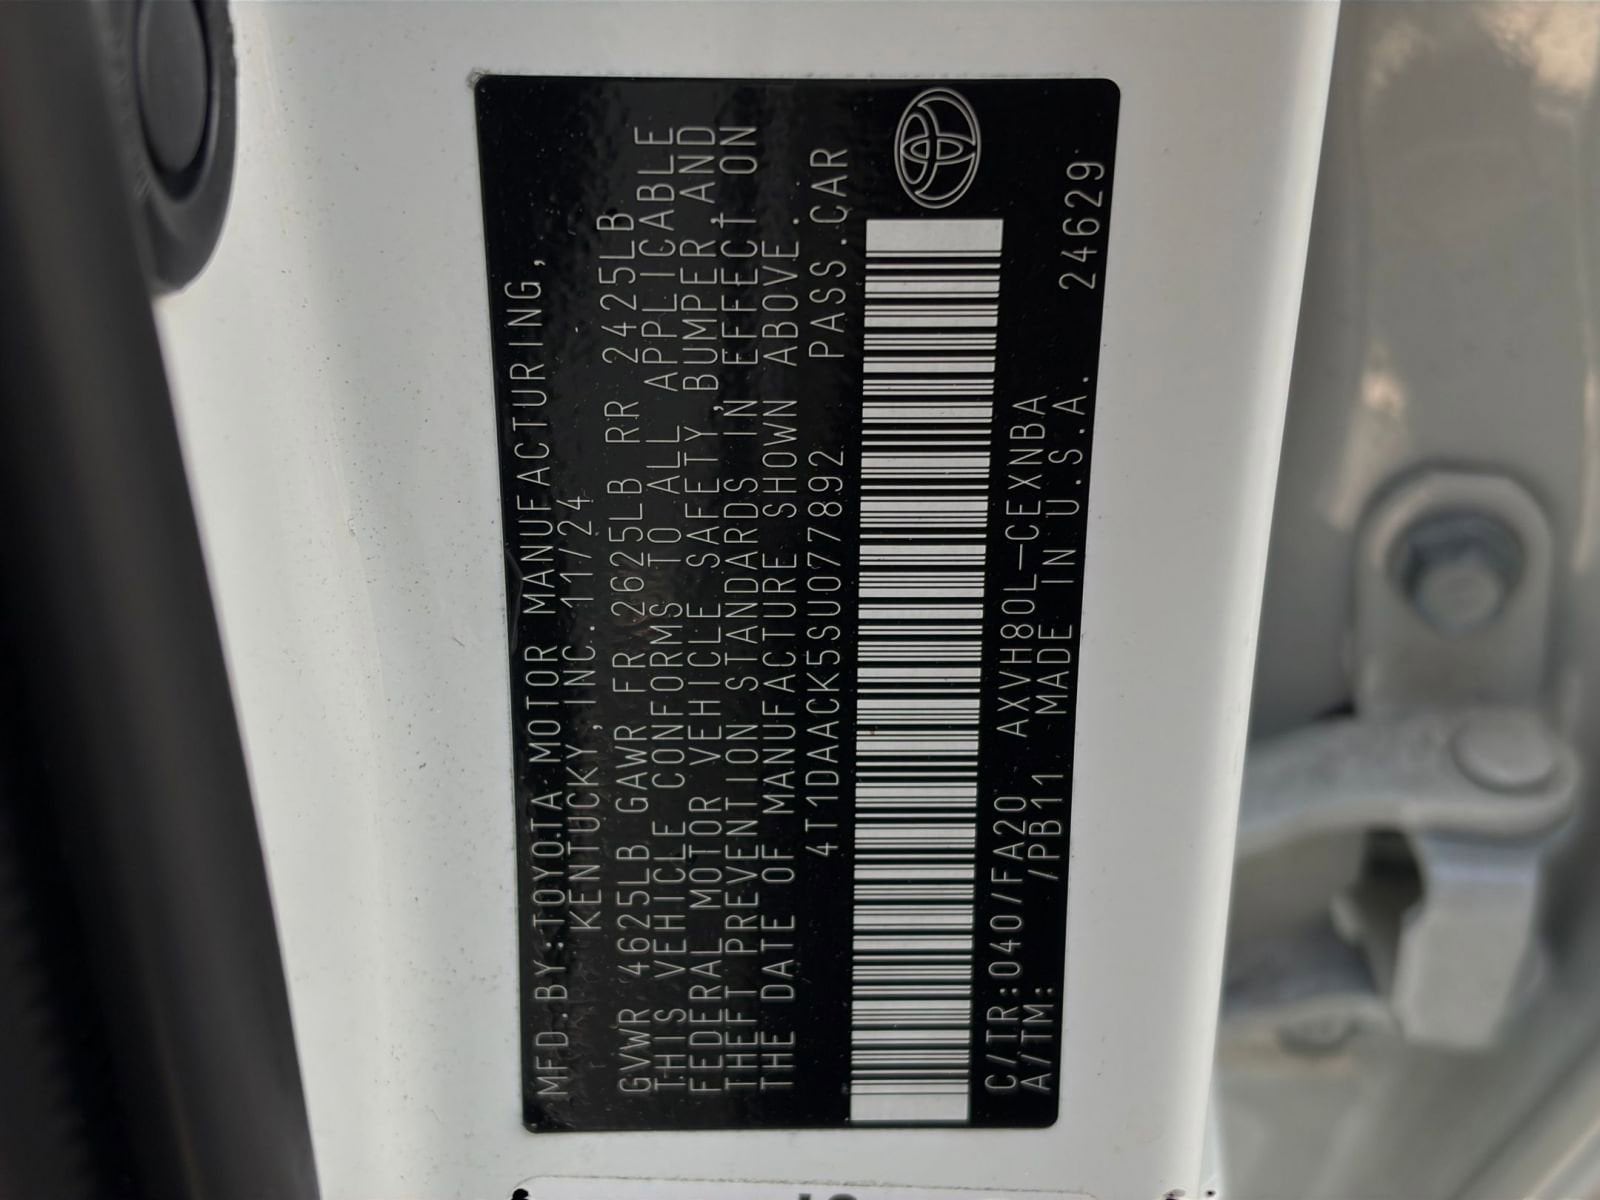 MFD.BY:TOYOTA MOTOR MANUFACTURING,
KENTUCKY,INC.11/24
GVWR 4625LB GAWR FR 2625LB RR 2425LB
THIS VEHICLE CONFORMS TO ALL APPLICABLE
FEDERAL MOTOR VEHICLE SAFETY,BUMPER,AND
THEFT PREVENTION STANDARDS IN EFFECT ON
THE DATE OF MANUFACTURE SHOWN ABOVE.
4T1DAACK5SU077892 PASS.CAR
C/TR:040/FA20 AXVH80L-CEXNBA
A/TM: /PB11 MADE IN U.S.A. 24629